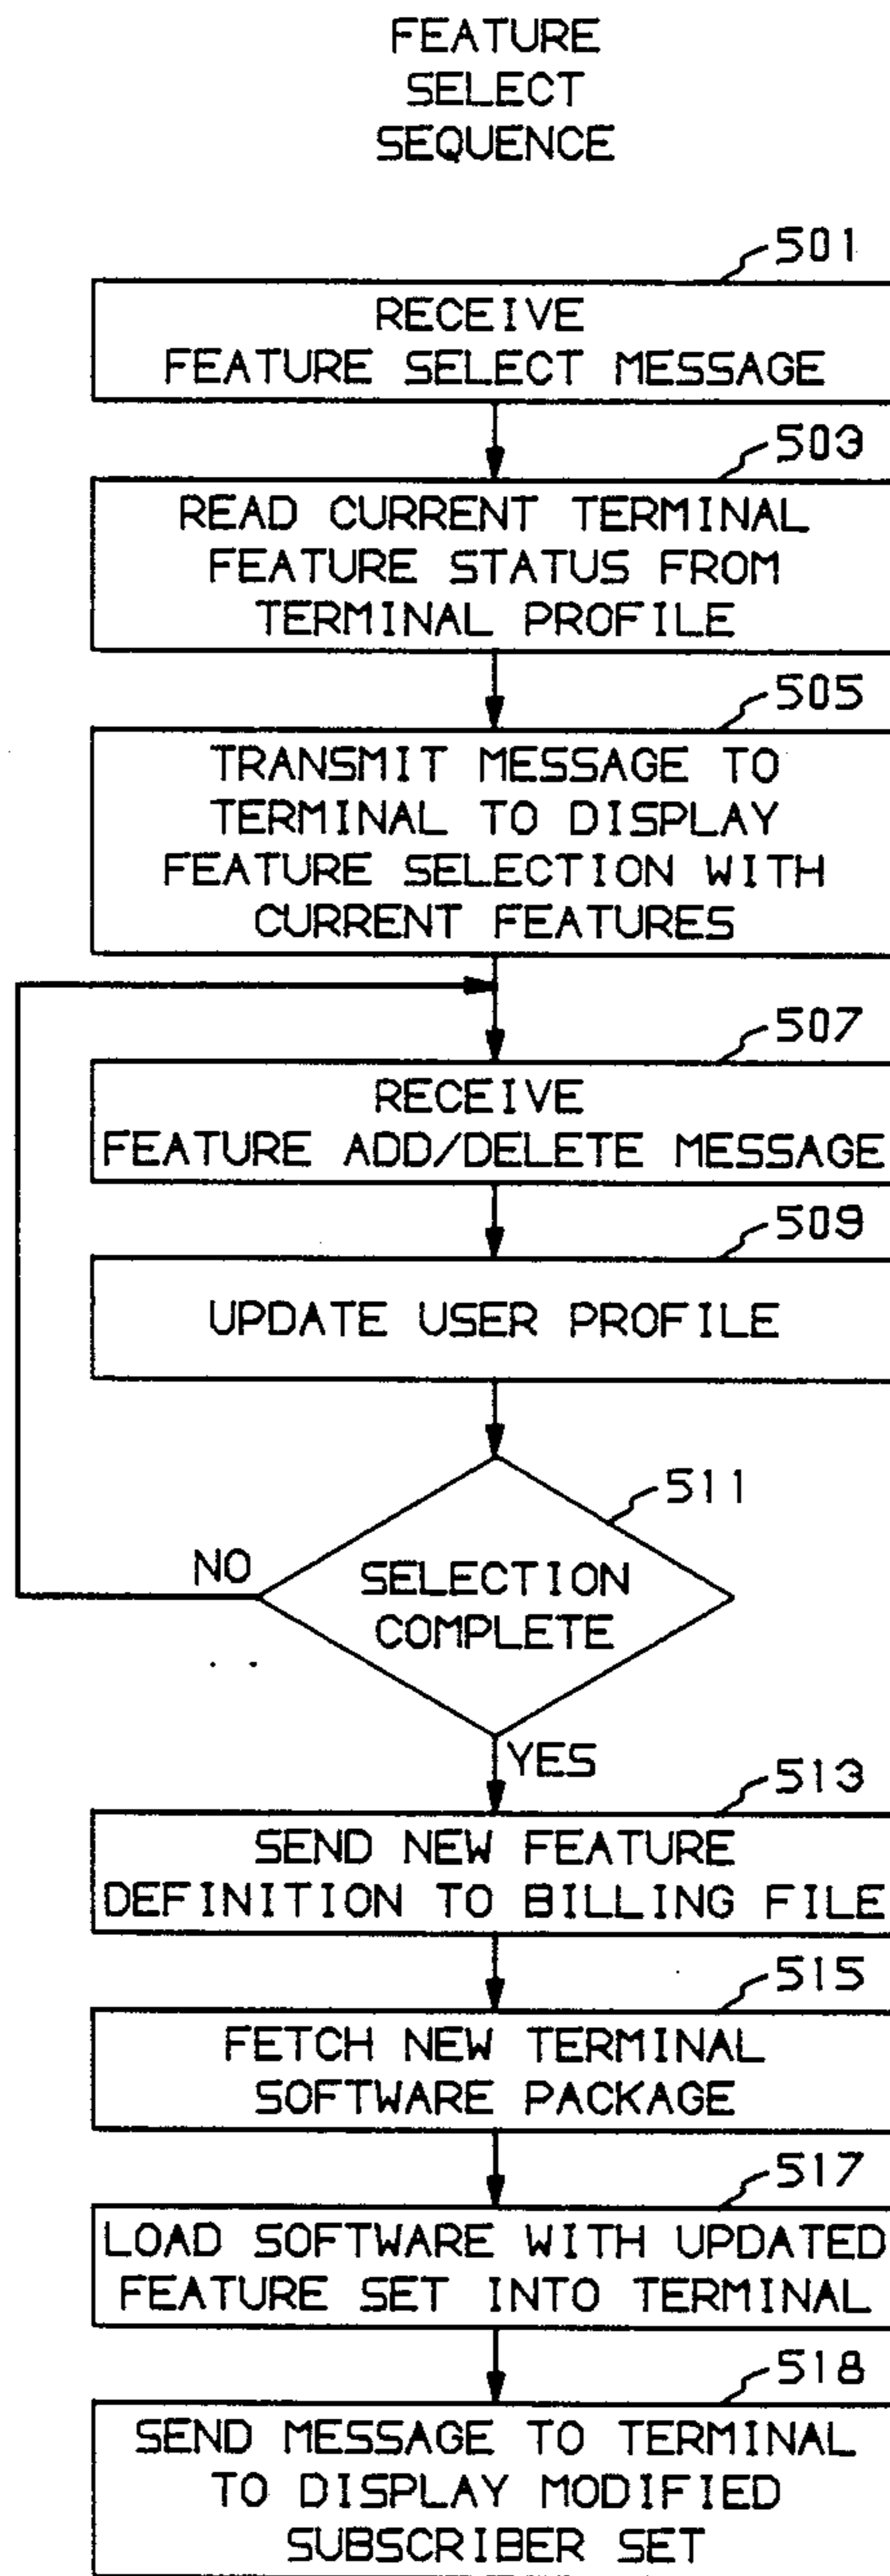 FEATURE
SELECT
SEQUENCE
501
RECEIVE
FEATURE SELECT MESSAGE
503
READ CURRENT TERMINAL
FEATURE STATUS FROM
TERMINAL PROFILE
505
TRANSMIT MESSAGE TO
TERMINAL TO DISPLAY
FEATURE SELECTION WITH
CURRENT FEATURES
507
RECEIVE
FEATURE ADD/DELETE MESSAGE
509
UPDATE USER PROFILE
511
NO
SELECTION
COMPLETE
YES
513
SEND NEW FEATURE
DEFINITION TO BILLING FILE
515
FETCH NEW TERMINAL
SOFTWARE PACKAGE
517
LOAD SOFTWARE WITH UPDATED
FEATURE SET INTO TERMINAL
518
SEND MESSAGE TO TERMINAL
TO DISPLAY MODIFIED
SUBSCRIBER SET